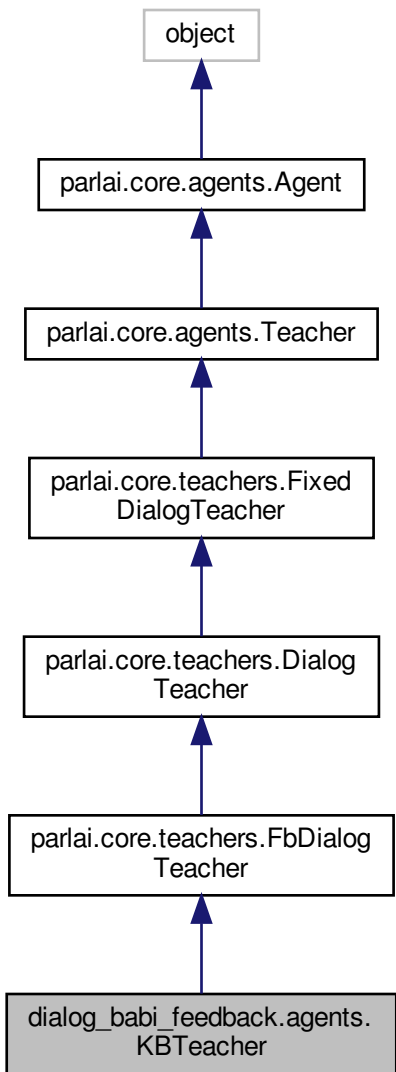 object
parlai.core.agents.Agent
parlai.core.agents.Teacher
parlai.core.teachers.Fixed
DialogTeacher
parlai.core.teachers.Dialog
Teacher
parlai.core.teachers.FbDialog
Teacher
dialog_babi_feedback.agents.
KBTeacher